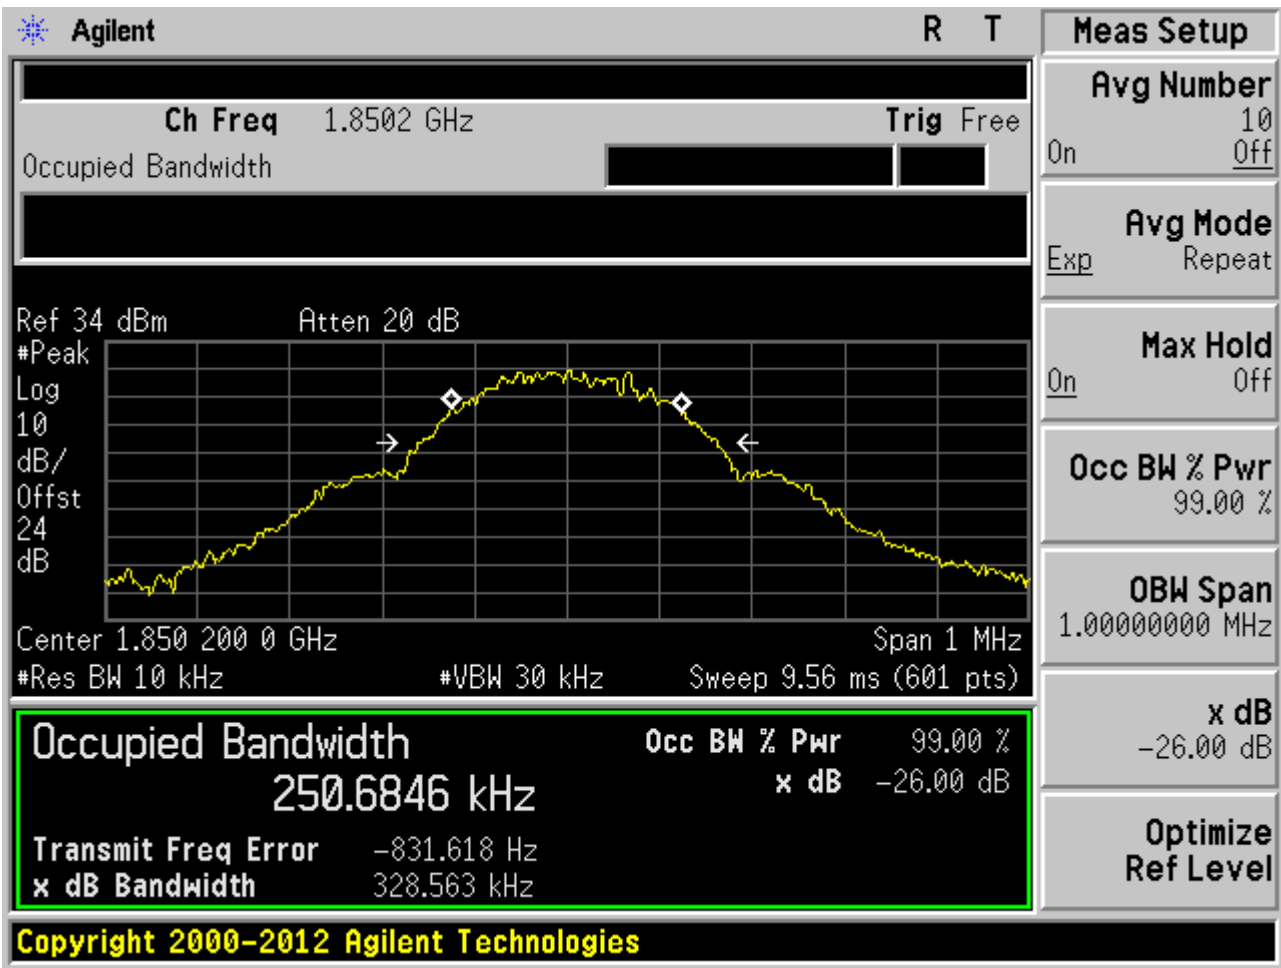 Agilent R T
Ch Freq 1.8502 GHz Trig Free
Occupied Bandwidth
Ref 34 dBm Atten 20 dB
#Peak
Log
10
dB/
Offst
24
dB
Center 1.850 200 0 GHz Span 1 MHz
#Res BW 10 kHz #VBW 30 kHz Sweep 9.56 ms (601 pts)
Occupied Bandwidth
250.6846 kHz
Occ BW % Pwr 99.00 %
x dB -26.00 dB
Transmit Freq Error -831.618 Hz
x dB Bandwidth 328.563 kHz
Copyright 2000-2012 Agilent Technologies
Meas Setup
Avg Number
10
On Off
Avg Mode
Exp Repeat
Max Hold
On Off
Occ BW % Pwr
99.00 %
OBW Span
1.00000000 MHz
x dB
-26.00 dB
Optimize
Ref Level